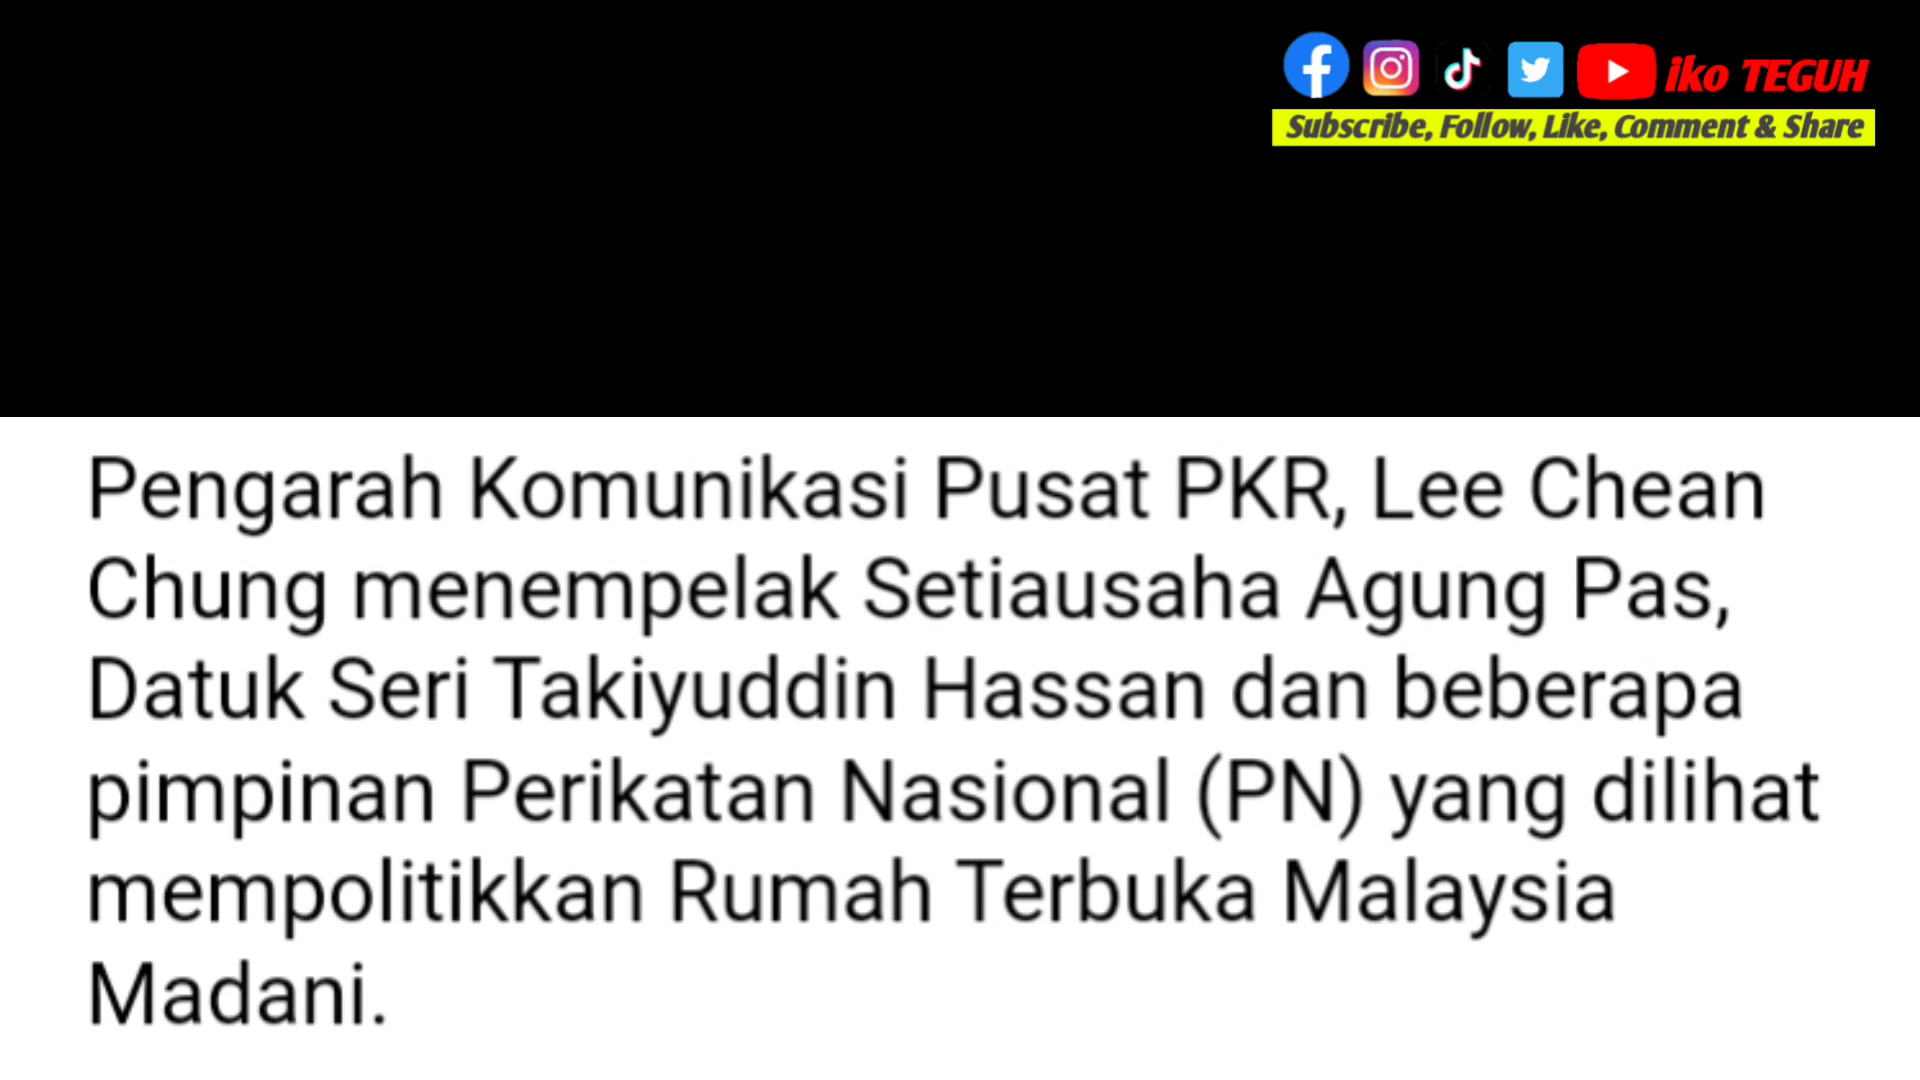 iko TEGUH
Subscribe, Follow, Like, Comment & Share
Pengarah Komunikasi Pusat PKR, Lee Chean
Chung menempelak Setiausaha Agung Pas,
Datuk Seri Takiyuddin Hassan dan beberapa
pimpinan Perikatan Nasional (PN) yang dilihat
mempolitikkan Rumah Terbuka Malaysia
Madani.